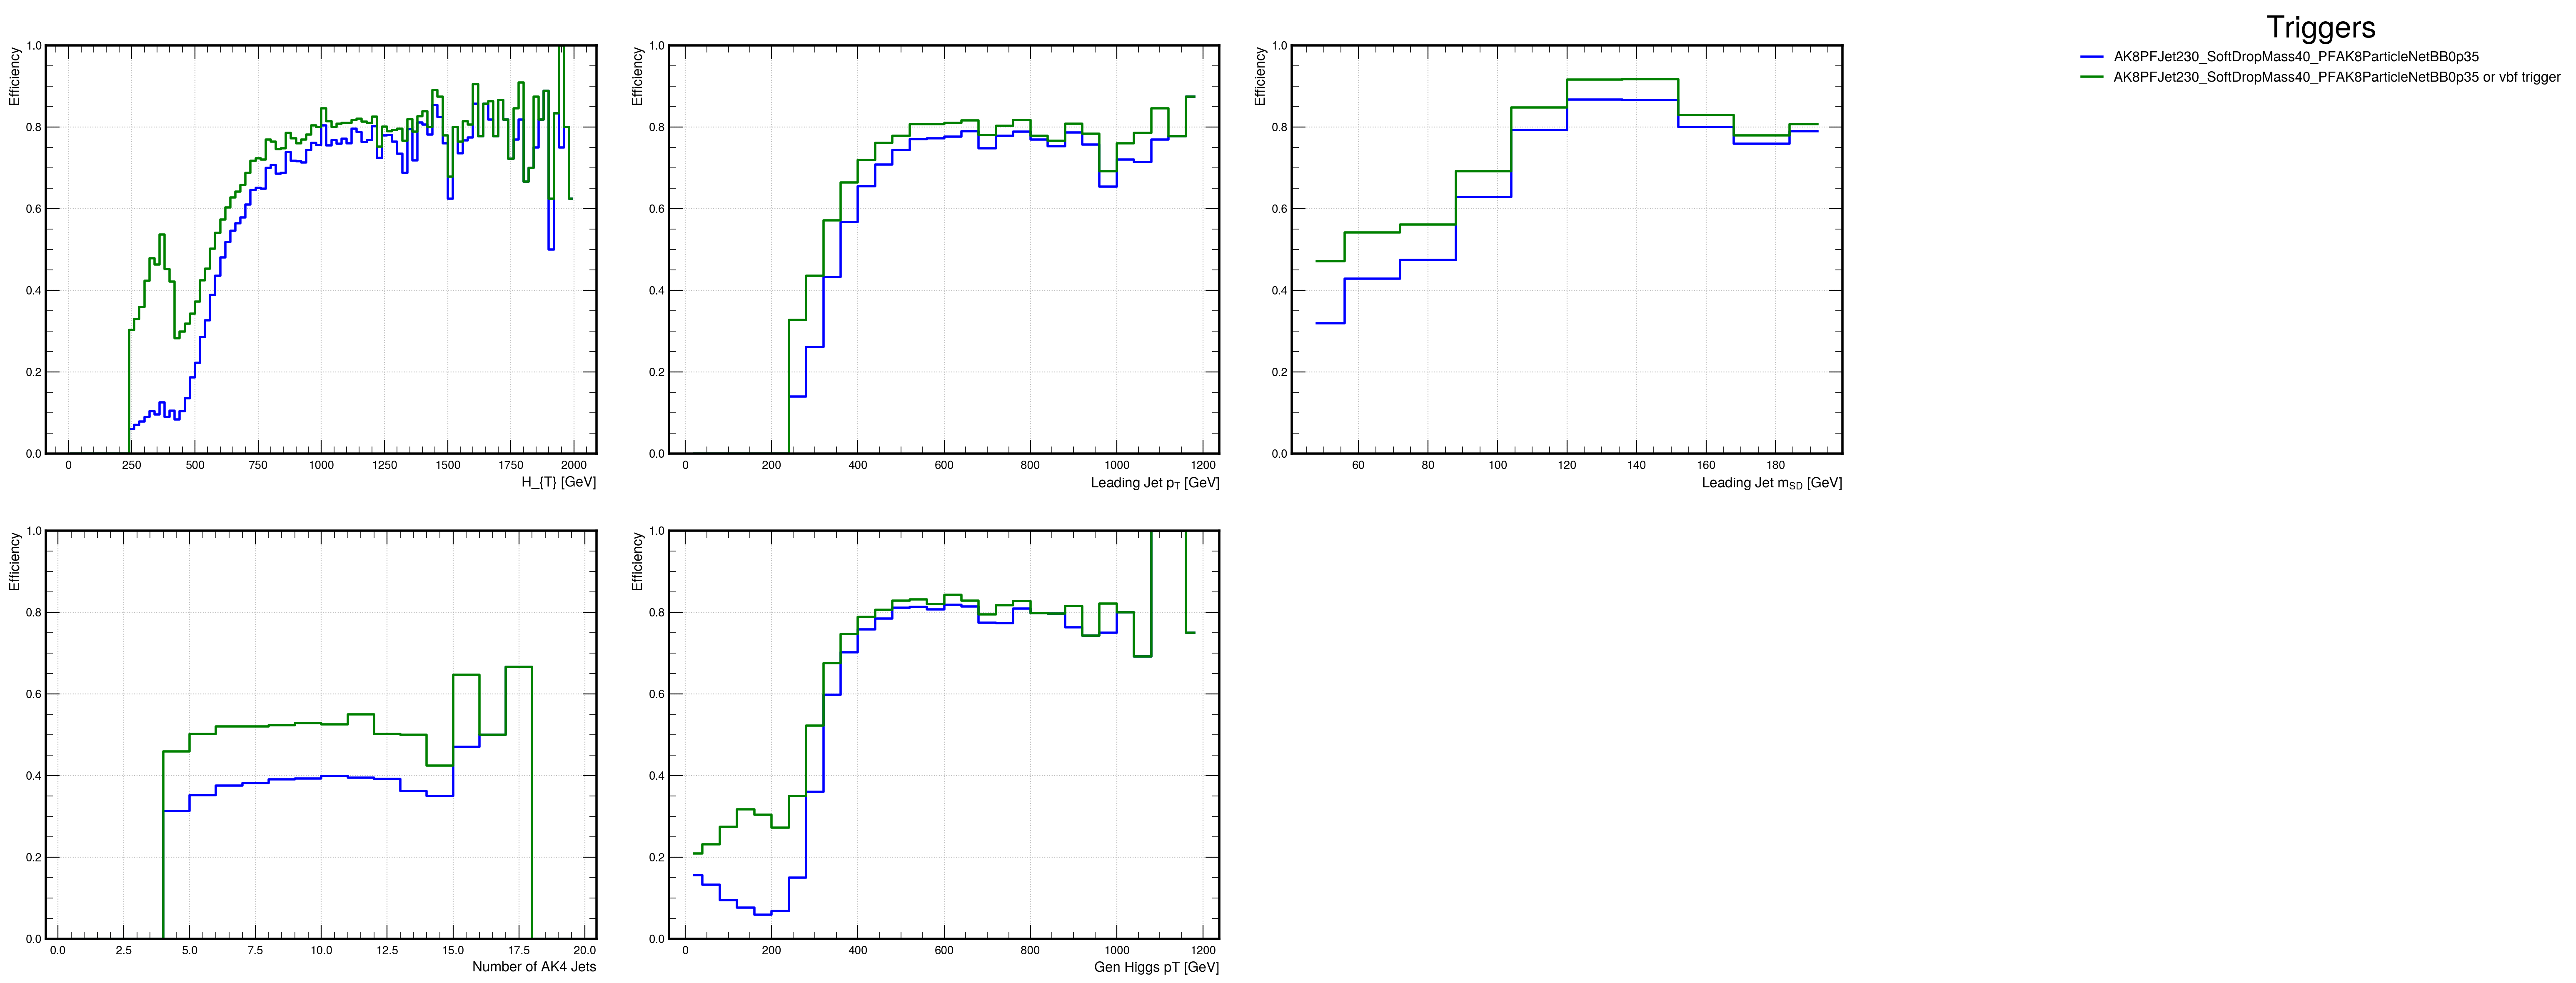 Triggers
AK8PFJet230_SoftDropMass40_PFAK8ParticleNetBB0p35
AK8PFJet230_SoftDropMass40_PFAK8ParticleNetBB0p35 or vbf trigger
Efficiency
1.0
0.8
0.6
0.4
0.2
0.0
0 250 500 750 1000 1250 1500 1750 2000
H_{T} [GeV]
Efficiency
1.0
0.8
0.6
0.4
0.2
0.0
0 200 400 600 800 1000 1200
Leading Jet pT [GeV]
Efficiency
1.0
0.8
0.6
0.4
0.2
0.0
60 80 100 120 140 160 180
Leading Jet mSD [GeV]
Efficiency
1.0
0.8
0.6
0.4
0.2
0.0
0.0 2.5 5.0 7.5 10.0 12.5 15.0 17.5 20.0
Number of AK4 Jets
Efficiency
1.0
0.8
0.6
0.4
0.2
0.0
0 200 400 600 800 1000 1200
Gen Higgs pT [GeV]